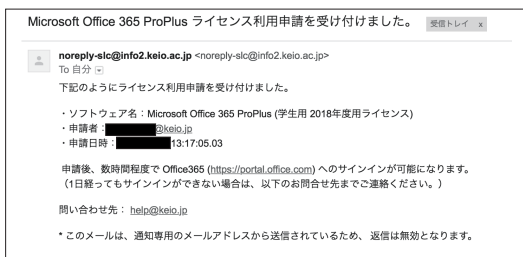 Microsoft Office 365 ProPlus ライセンス利用申請を受け付けました。 受信トレイ x
noreply-slc@info2.keio.ac.jp <noreply-slc@info2.keio.ac.jp>
To 自分
下記のようにライセンス利用申請を受け付けました。
・ソフトウェア名：Microsoft Office 365 ProPlus (学生用 2018年度用ライセンス)
・申請者：@keio.jp
・申請日時：13:17:05.03
申請後、数時間程度で Office365 (https://portal.office.com) へのサインインが可能になります。
（1日経ってもサインインができない場合は、以下のお問合せ先までご連絡ください。）
問い合わせ先： help@keio.jp
* このメールは、通知専用のメールアドレスから送信されているため、 返信は無効となります。